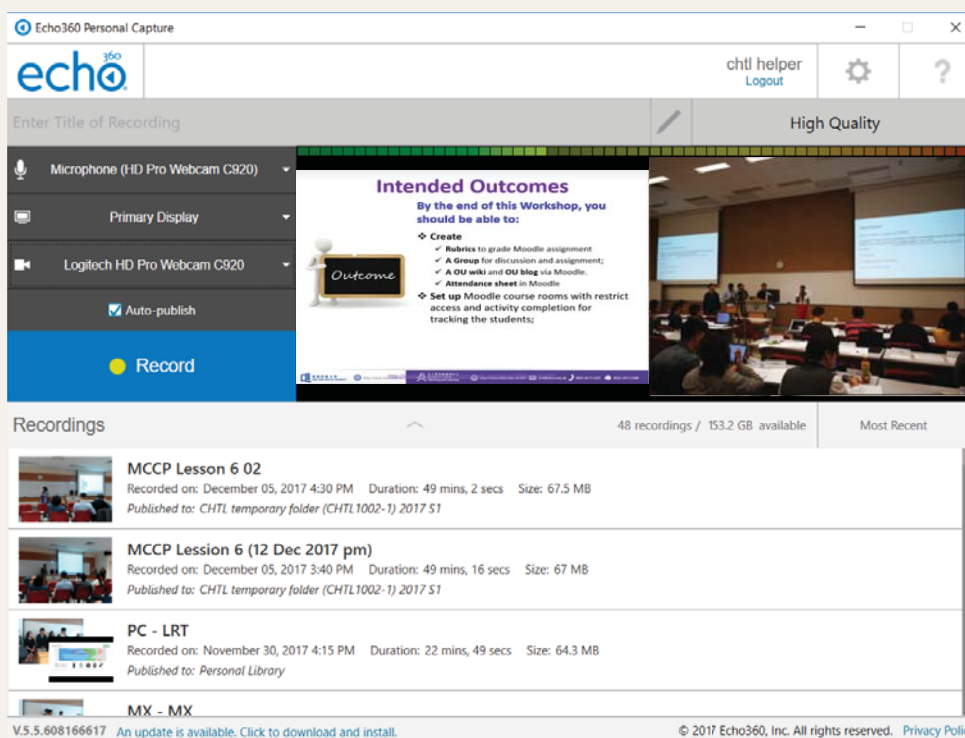 Echo360 Personal Capture
echo360
chtl helper
Logout
?
Enter Title of Recording
High Quality
Microphone (HD Pro Webcam C920)
Primary Display
Logitech HD Pro Webcam C920
Auto-publish
Record
Intended Outcomes
By the end of this Workshop, you
should be able to:
❖ Create
✓ Rubrics to grade Moodle assignment
✓ A Group for discussion and assignment;
✓ A OU wiki and OU blog via Moodle.
✓ Attendance sheet in Moodle
❖ Set up Moodle course rooms with restrict
access and activity completion for
tracking the students;
Outcome
Recordings
48 recordings / 153.2 GB available
Most Recent
MCCP Lesson 6 02
Recorded on: December 05, 2017 4:30 PM Duration: 49 mins, 2 secs Size: 67.5 MB
Published to: CHTL temporary folder (CHTL1002-1) 2017 S1
MCCP Lession 6 (12 Dec 2017 pm)
Recorded on: December 05, 2017 3:40 PM Duration: 49 mins, 16 secs Size: 67 MB
Published to: CHTL temporary folder (CHTL1002-1) 2017 S1
PC - LRT
Recorded on: November 30, 2017 4:15 PM Duration: 22 mins, 49 secs Size: 64.3 MB
Published to: Personal Library
MX - MX
V.5.5.608166617 An update is available. Click to download and install.
© 2017 Echo360, Inc. All rights reserved. Privacy Poli